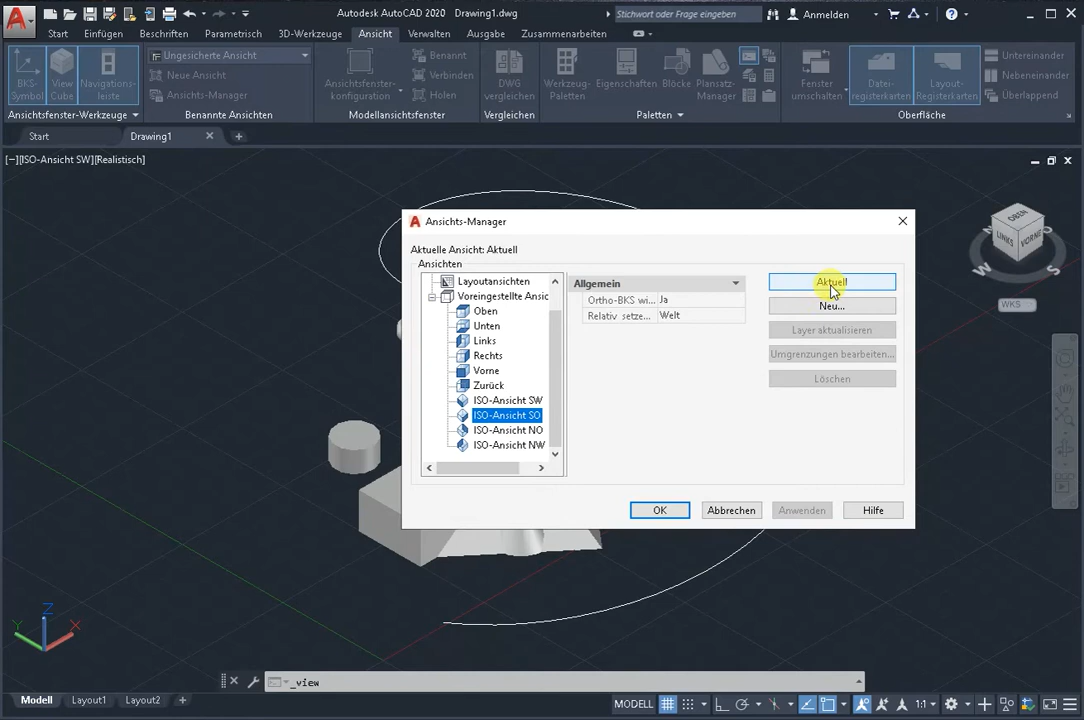 Autodesk AutoCAD 2020 Drawing1.dwg
Stichwort oder Frage eingeben
Anmelden
Start Einfügen Beschriften Parametrisch 3D-Werkzeuge Ansicht Verwalten Ausgabe Zusammenarbeiten
BKS-Symbol
View Cube
Navigations-leiste
Ungesicherte Ansicht
Neue Ansicht
Ansichts-Manager
Ansichtsfenster-konfiguration
Benannt
Verbinden
Holen
DWG vergleichen
Werkzeug-Paletten
Eigenschaften
Blöcke
Plansatz-Manager
Fenster umschalten
Datei-registerkarten
Layout-Registerkarten
Untereinander
Nebeneinander
Überlappend
Ansichtsfenster-Werkzeuge Benannte Ansichten Modellansichtsfenster Vergleichen Paletten Oberfläche
Start Drawing1
[−][ISO-Ansicht SW][Realistisch]
OBEN
LINKS VORNE
W S
WKS
Ansichts-Manager
Aktuelle Ansicht: Aktuell
Ansichten
Layoutansichten
Voreingestellte Ansic
Oben
Unten
Links
Rechts
Vorne
Zurück
ISO-Ansicht SW
ISO-Ansicht SO
ISO-Ansicht NO
ISO-Ansicht NW
Allgemein
Ortho-BKS wi... Ja
Relativ setze... Welt
Aktuell
Neu...
Layer aktualisieren
Umgrenzungen bearbeiten...
Löschen
OK Abbrechen Anwenden Hilfe
Z
Y X
_view
Modell Layout1 Layout2
MODELL 1:1